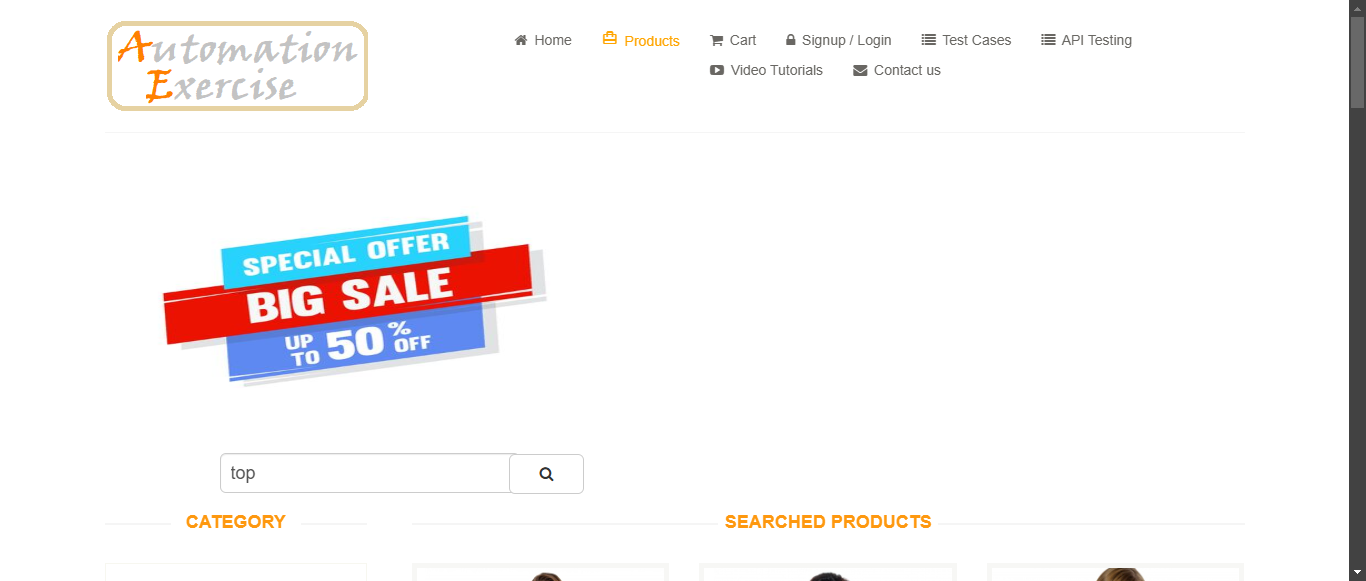 Automation
Exercise
Home Products Cart Signup / Login Test Cases API Testing
Video Tutorials Contact us
SPECIAL OFFER
BIG SALE
UP TO 50% OFF
top
CATEGORY
SEARCHED PRODUCTS